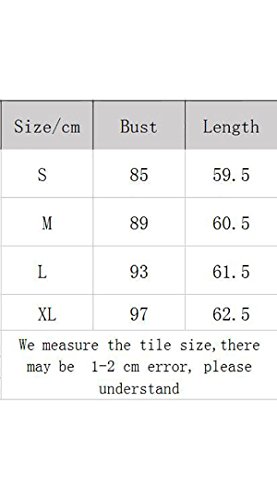 Size/cm Bust Length
S 85 59.5
M 89 60.5
L 93 61.5
XL 97 62.5
We measure the tile size,there
may be 1-2 cm error, please
understand